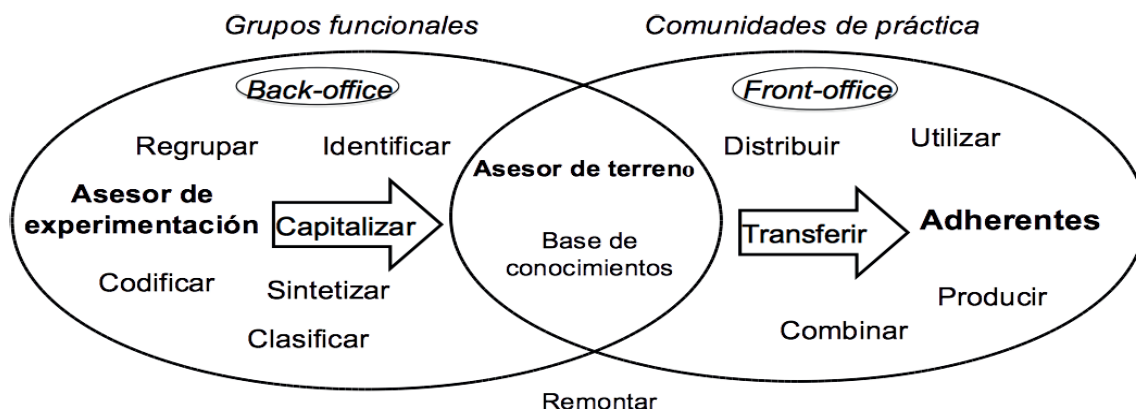 Grupos funcionales
Comunidades de práctica
Back-office
Front-office
Regrupar
Identificar
Distribuir
Utilizar
Asesor de terreno
Asesor de
experimentación
Capitalizar
Transferir
Adherentes
Base de
conocimientos
Codificar
Sintetizar
Clasificar
Producir
Combinar
Remontar